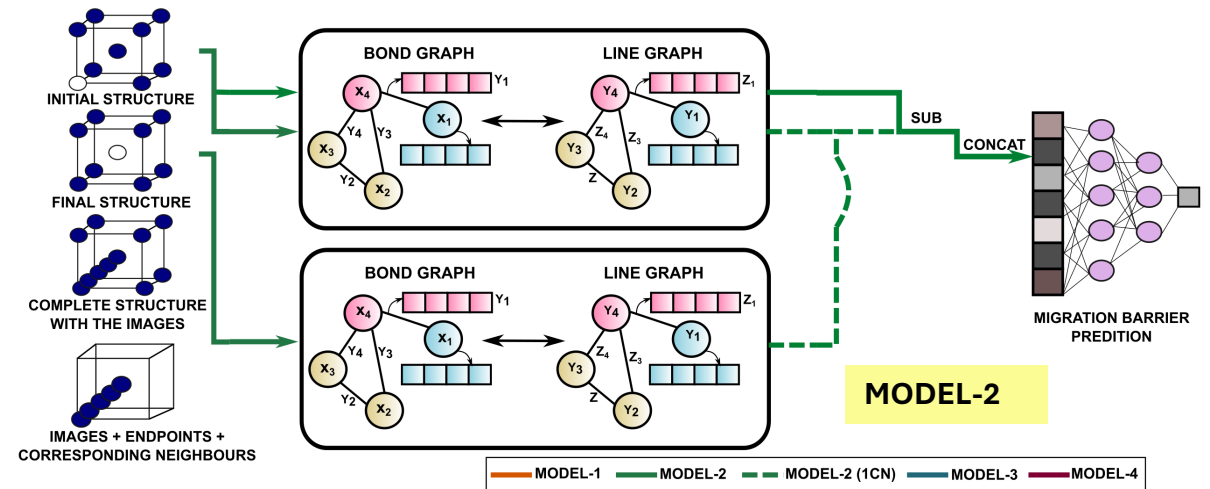 INITIAL STRUCTURE
FINAL STRUCTURE
COMPLETE STRUCTURE
WITH THE IMAGES
IMAGES + ENDPOINTS +
CORRESPONDING NEIGHBOURS
BOND GRAPH
LINE GRAPH
X4
Y1
X1
Y4
Y3
X3
Y2
X2
Y4
Z1
Y1
Z4
Z3
Y3
Z
Y2
BOND GRAPH
LINE GRAPH
X4
Y1
X1
Y4
Y3
X3
Y2
X2
Y4
Z1
Y1
Z4
Z3
Y3
Z
Y2
SUB
CONCAT
MIGRATION BARRIER
PREDITION
MODEL-2
MODEL-1 MODEL-2 MODEL-2 (1CN) MODEL-3 MODEL-4